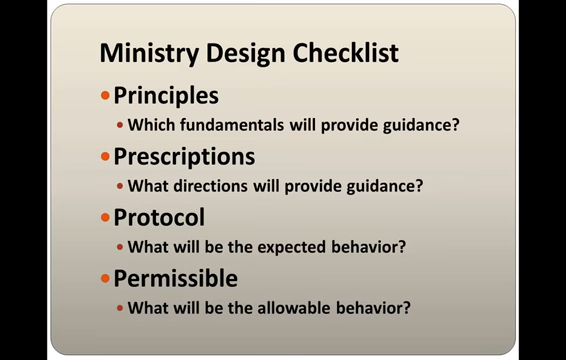 Ministry Design Checklist
• Principles
• Which fundamentals will provide guidance?
• Prescriptions
• What directions will provide guidance?
• Protocol
• What will be the expected behavior?
• Permissible
• What will be the allowable behavior?